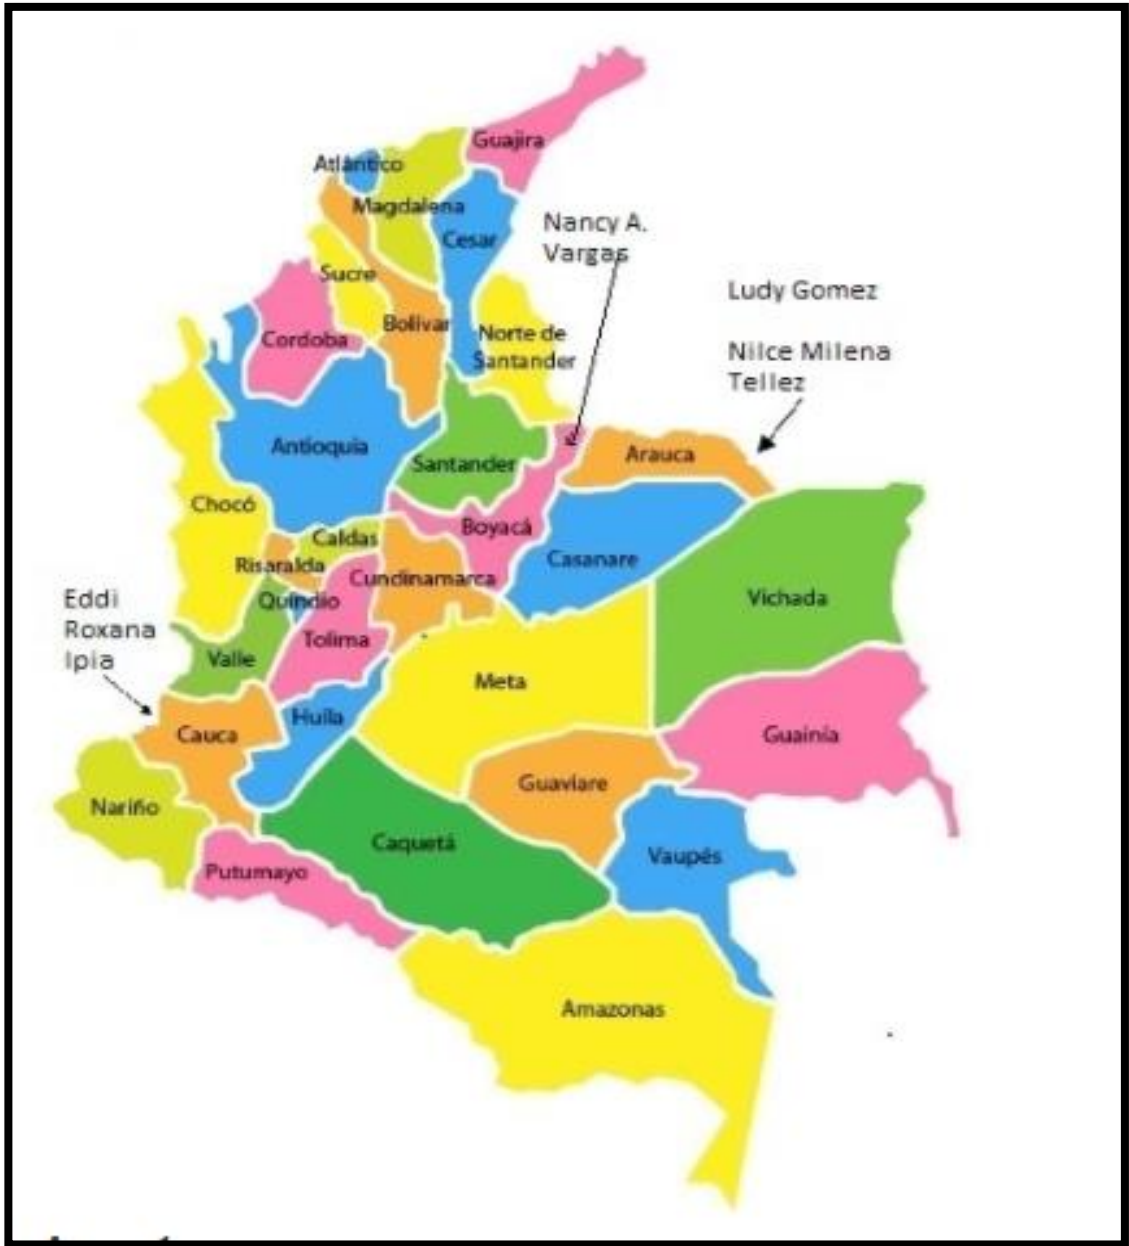 Guajira
Atlántico
Magdalena
Nancy A.
Vargas
Cesar
Sucre
Ludy Gomez
Bolivar
Cordoba
Norte de
Santander
Nilce Milena
Tellez
Antioquia
Santander
Arauca
Chocó
Boyacá
Caldas
Casanare
Risaralda
Cundinamarca
Eddi
Roxana
Ipia
Quindio
Vichada
Tolima
Valle
Meta
Huila
Cauca
Guainía
Guaviare
Nariño
Caquetá
Vaupés
Putumayo
Amazonas